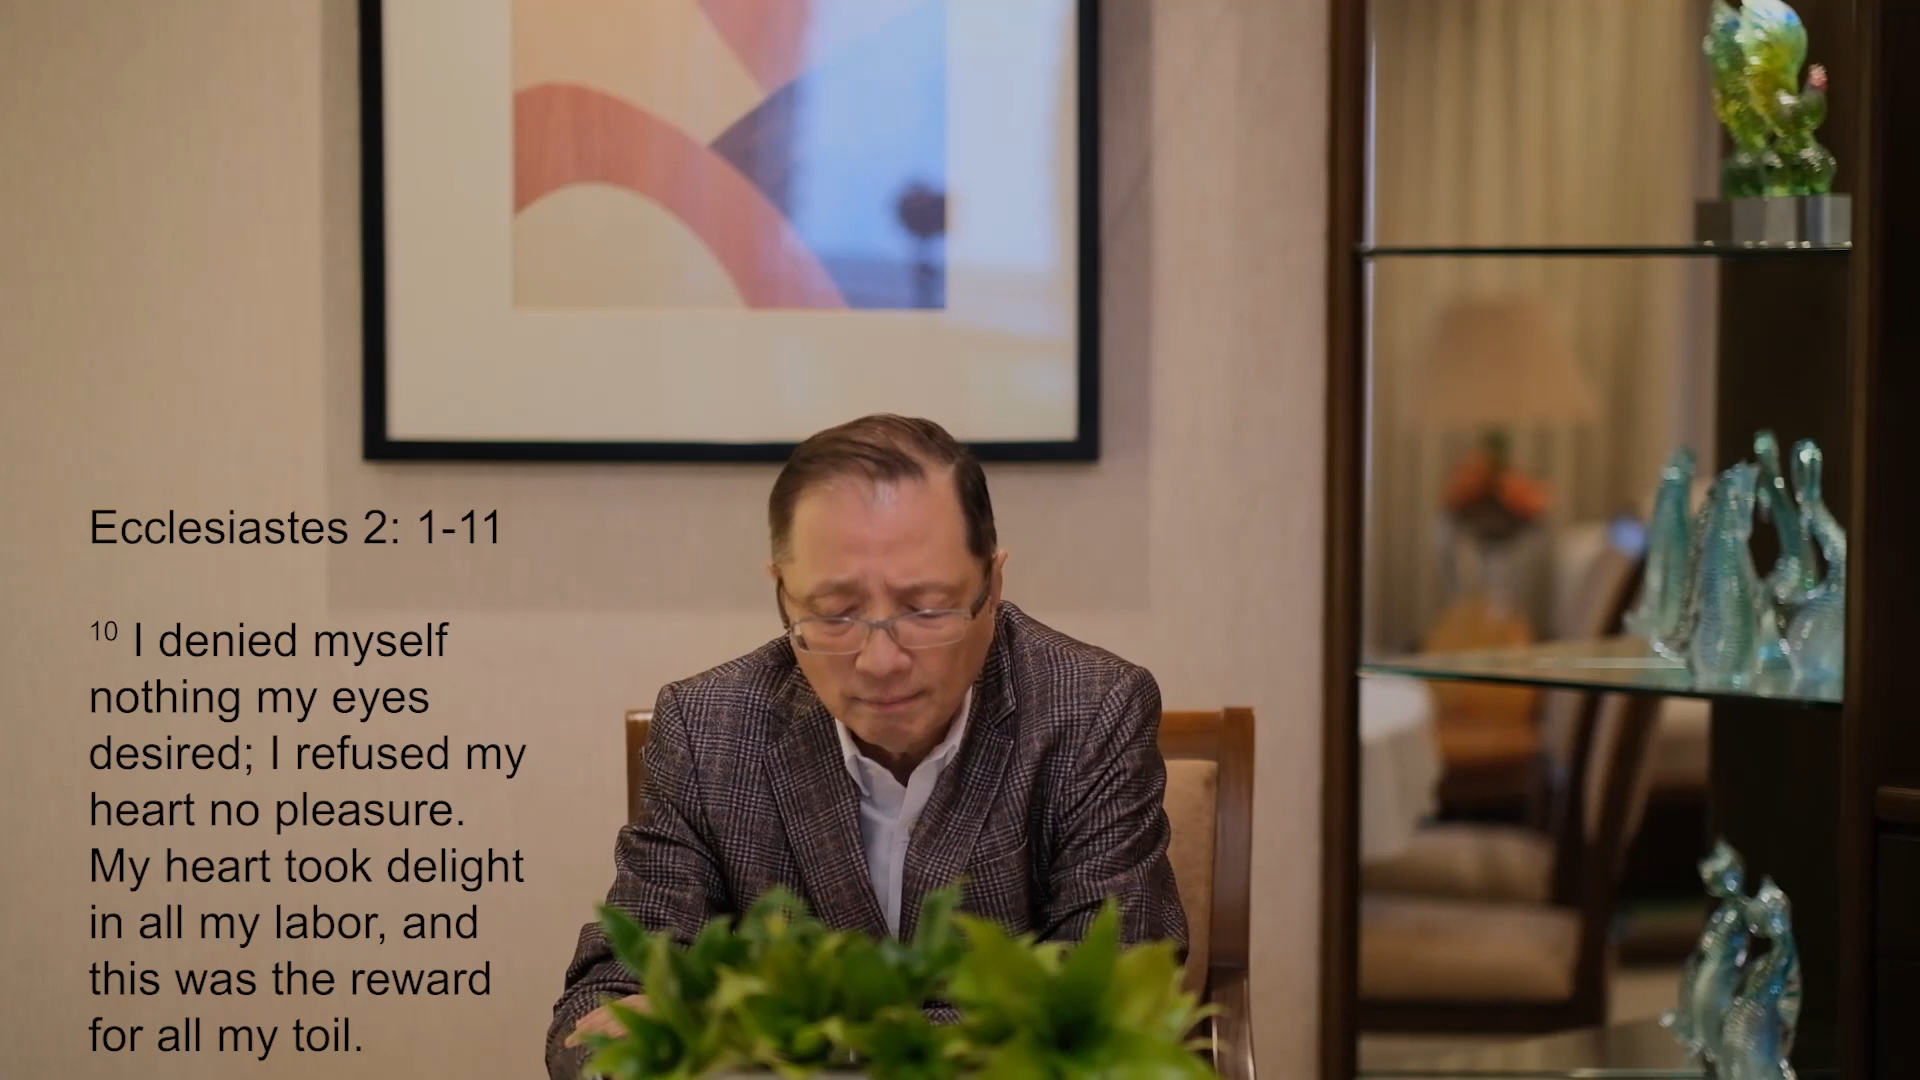 Ecclesiastes 2: 1-11
10 I denied myself
nothing my eyes
desired; I refused my
heart no pleasure.
My heart took delight
in all my labor, and
this was the reward
for all my toil.